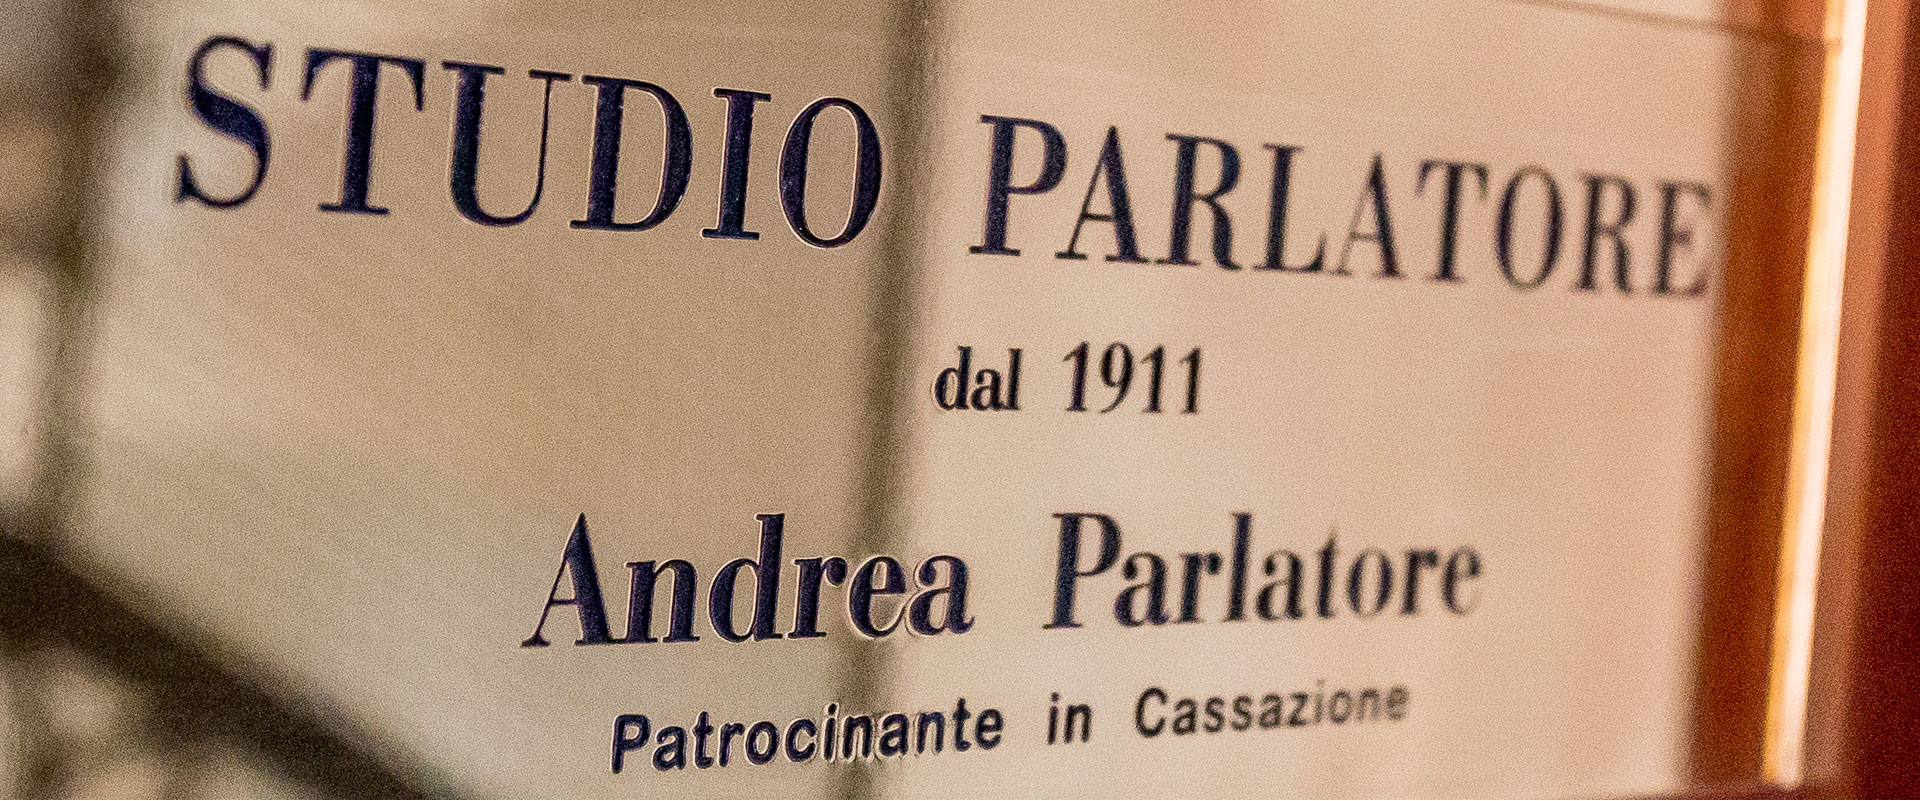 STUDIO PARLATORE
dal 1911
Andrea Parlatore
Patrocinante in Cassazione